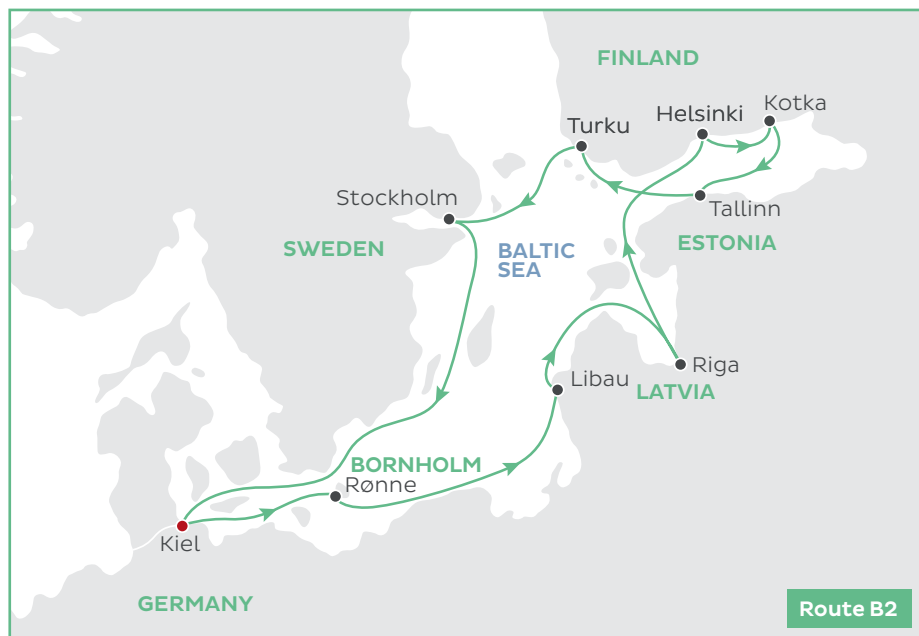 FINLAND
Kotka
Helsinki
Turku
Stockholm
Tallinn
SWEDEN
BALTIC
SEA
ESTONIA
Riga
Libau
LATVIA
BORNHOLM
Rønne
Kiel
GERMANY
Route B2